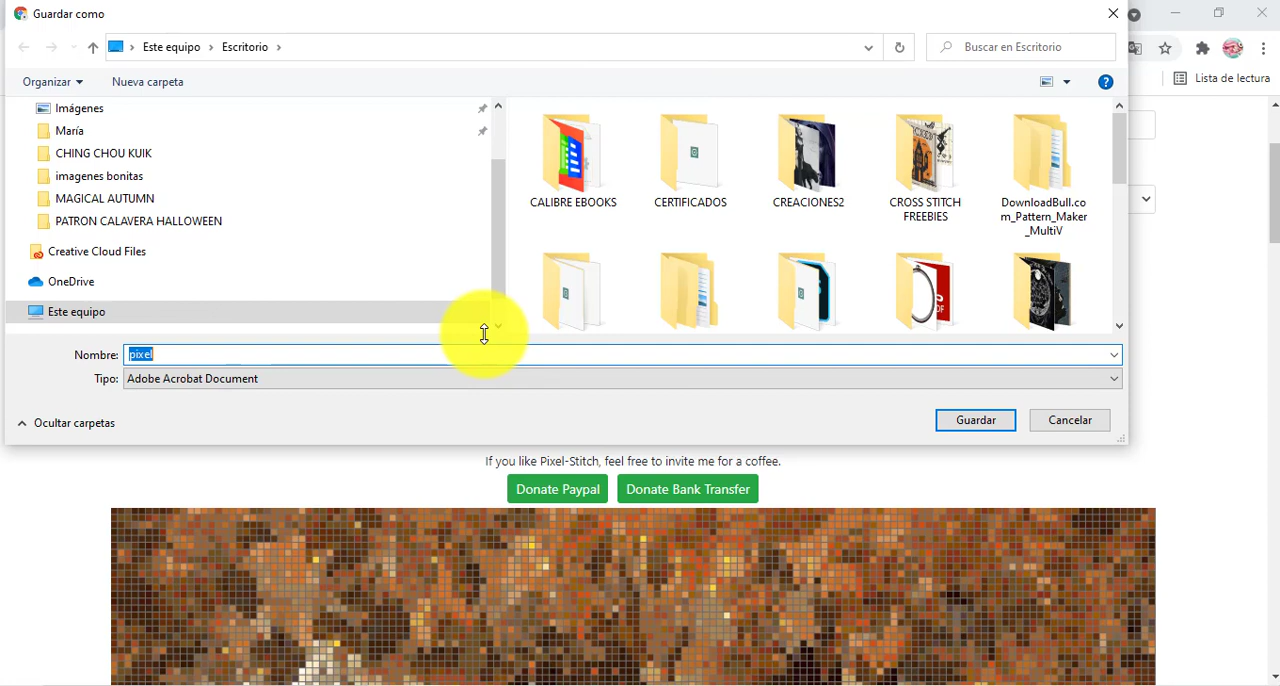 Guardar como
Este equipo
Escritorio
Buscar en Escritorio
Organizar
Nueva carpeta
Lista de lectura
Imágenes
María
CHING CHOU KUIK
imagenes bonitas
MAGICAL AUTUMN
PATRON CALAVERA HALLOWEEN
Creative Cloud Files
OneDrive
Este equipo
CALIBRE EBOOKS
CERTIFICADOS
CREACIONES2
CROSS STITCH
FREEBIES
DownloadBull.co
m_Pattern_Maker
_MultiV
Nombre:
pixel
Tipo:
Adobe Acrobat Document
Ocultar carpetas
Guardar
Cancelar
If you like Pixel-Stitch, feel free to invite me for a coffee.
Donate Paypal
Donate Bank Transfer